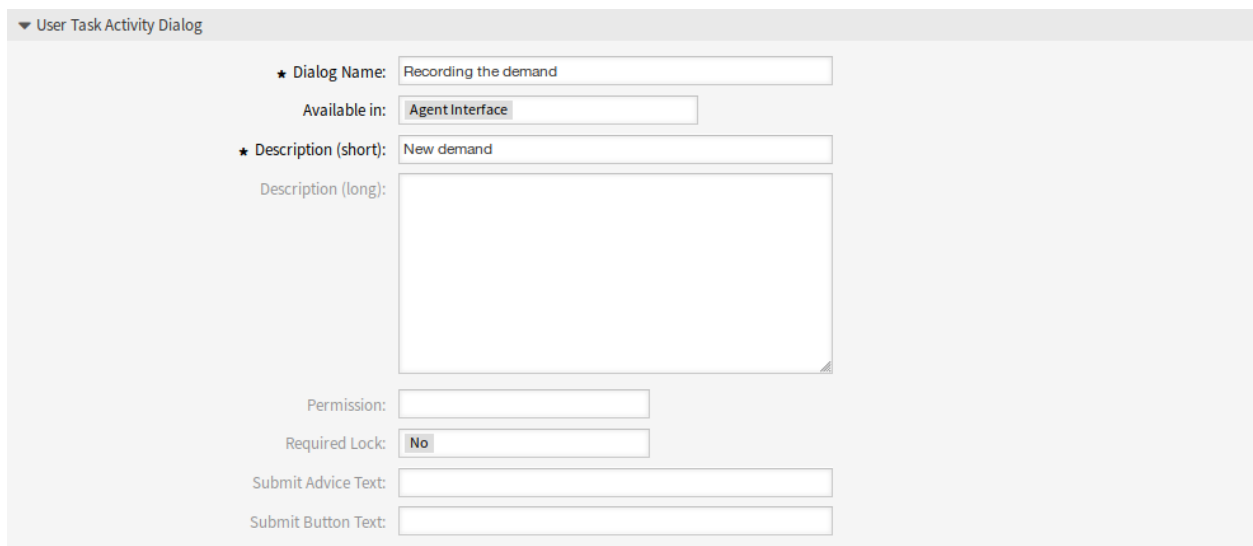 User Task Activity Dialog
★ Dialog Name: Recording the demand
Available in: Agent Interface
★ Description (short): New demand
Description (long):
Permission:
Required Lock: No
Submit Advice Text:
Submit Button Text: